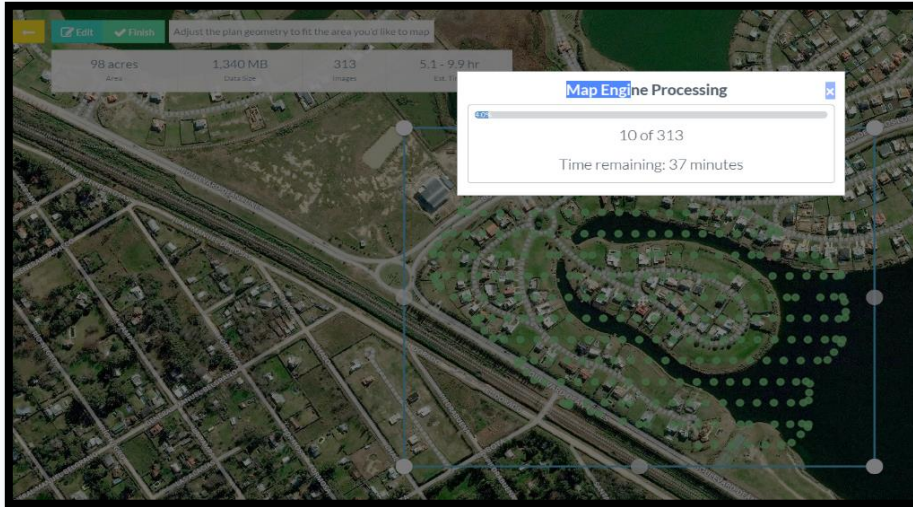 Edit
Finish
Adjust the plan geometry to fit the area you'd like to map
98 acres
1,340 MB
313
5.1 - 9.9 hr
Area
Data Size
Images
Map Engine Processing
×
10 of 313
Time remaining: 37 minutes